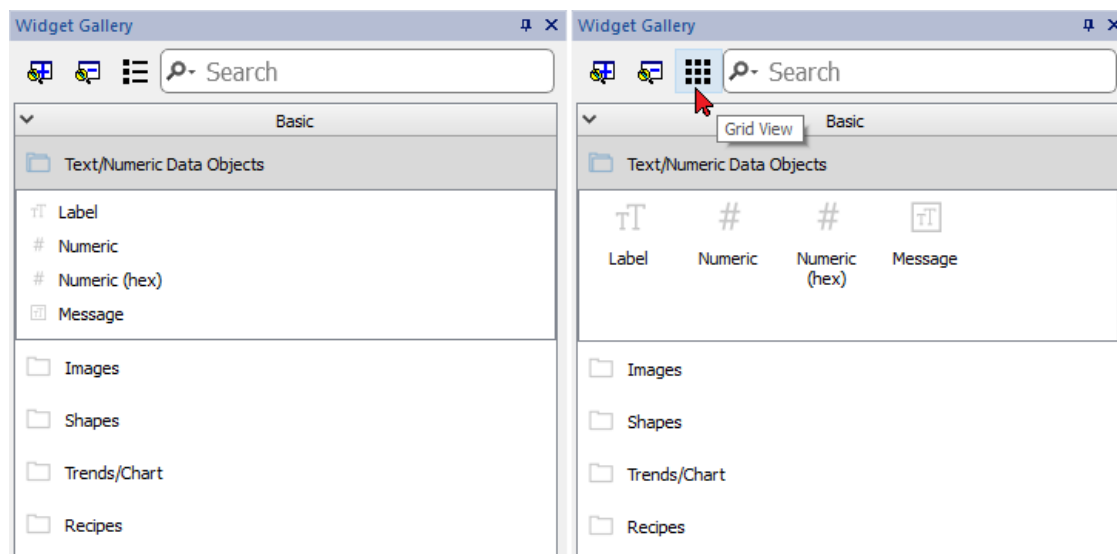 Widget Gallery
Search
Basic
Text/Numeric Data Objects
Label
Numeric
Numeric (hex)
Message
Images
Shapes
Trends/Chart
Recipes
Widget Gallery
Search
Grid View
Basic
Text/Numeric Data Objects
Label Numeric Numeric Message
(hex)
Images
Shapes
Trends/Chart
Recipes